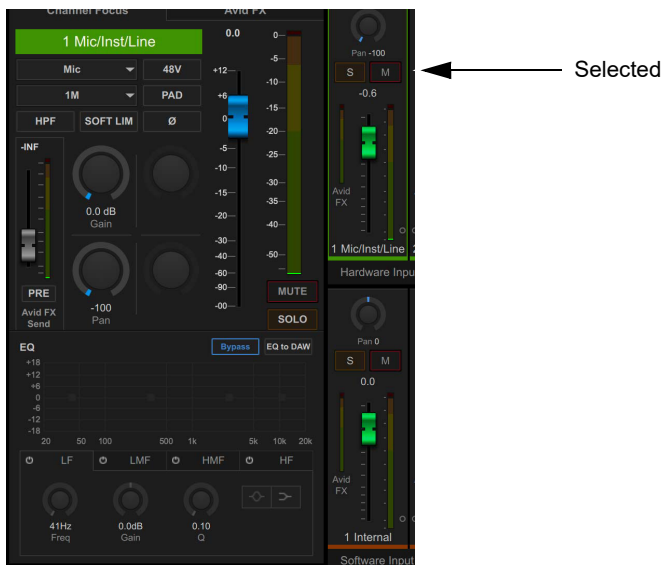 Channel Focus
Avid FX
1 Mic/Inst/Line
Mic
48V
1M
PAD
HPF
SOFT LIM
Ø
-INF
0.0 dB
Gain
-100
Pan
PRE
Avid FX
Send
0.0
+12
+6
0
-5
-10
-15
-20
-30
-40
-60
-90
-00
0
-5
-10
-15
-20
-25
-30
-35
-40
-50
MUTE
SOLO
Pan -100
S
M
-0.6
Avid
FX
1 Mic/Inst/Line
Hardware Inpu
Selected
EQ
Bypass
EQ to DAW
+18
+12
+6
0
-6
-12
-18
20
50
100
500
1k
5k
10k
20k
LF
LMF
HMF
HF
41Hz
Freq
0.0dB
Gain
0.10
Q
Pan 0
S
M
0.0
Avid
FX
1 Internal
Software Input